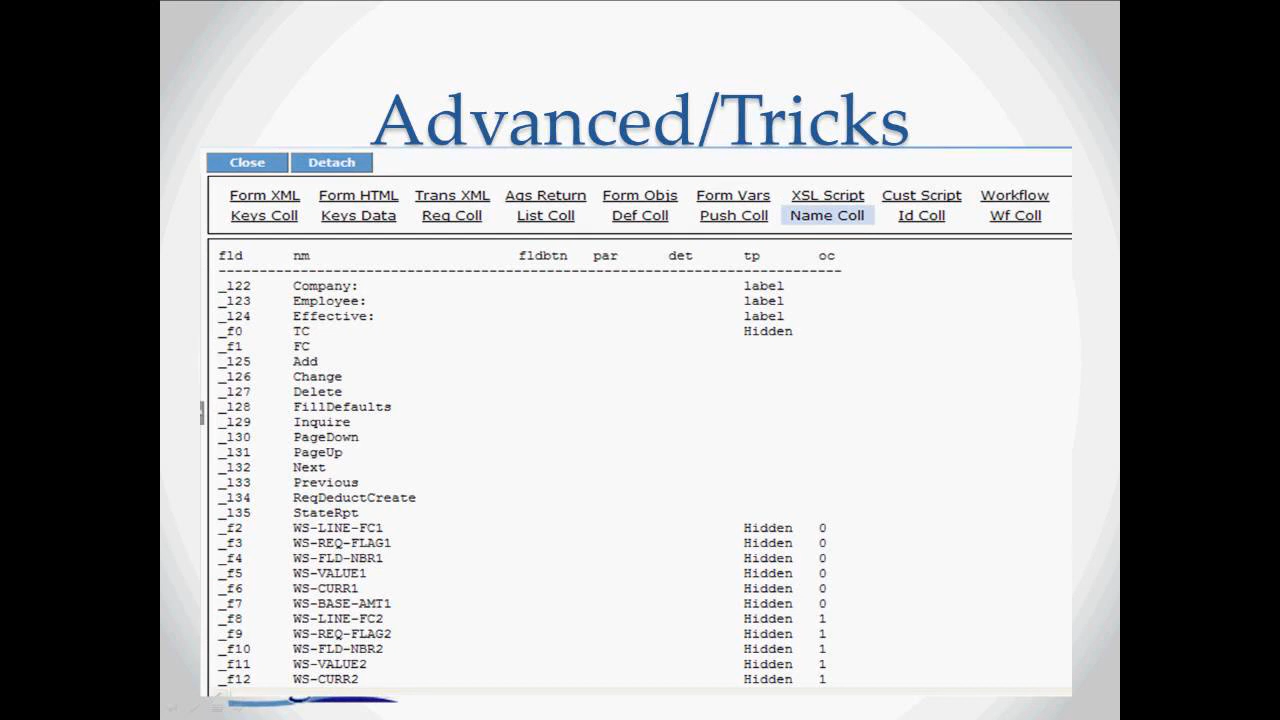 Advanced/Tricks
Close Detach
Form XML Form HTML Trans XML Ags Return Form Objs Form Vars XSL Script Cust Script Workflow
Keys Coll Keys Data Req Coll List Coll Def Coll Push Coll Name Coll Id Coll Wf Coll
fld nm fldbtn par det tp oc
--------------------------------------------------------------------------------
_l22 Company: label
_l23 Employee: label
_l24 Effective: label
_f0 TC Hidden
_f1 FC
_l25 Add
_l26 Change
_l27 Delete
_l28 FillDefaults
_l29 Inquire
_l30 PageDown
_l31 PageUp
_l32 Next
_l33 Previous
_l34 ReqDeductCreate
_l35 StateRpt
_f2 WS-LINE-FC1 Hidden 0
_f3 WS-REQ-FLAG1 Hidden 0
_f4 WS-FLD-NBR1 Hidden 0
_f5 WS-VALUE1 Hidden 0
_f6 WS-CURR1 Hidden 0
_f7 WS-BASE-AMT1 Hidden 0
_f8 WS-LINE-FC2 Hidden 1
_f9 WS-REQ-FLAG2 Hidden 1
_f10 WS-FLD-NBR2 Hidden 1
_f11 WS-VALUE2 Hidden 1
_f12 WS-CURR2 Hidden 1